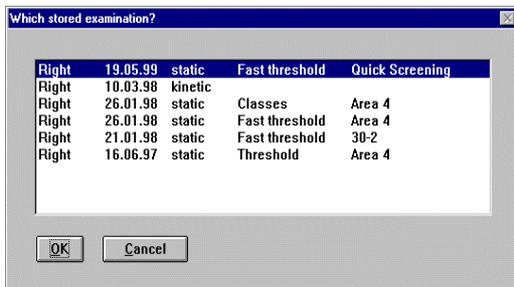 Which stored examination?
Right 19.05.99 static Fast threshold Quick Screening
Right 10.03.98 kinetic
Right 26.01.98 static Classes Area 4
Right 26.01.98 static Fast threshold Area 4
Right 21.01.98 static Fast threshold 30-2
Right 16.06.97 static Threshold Area 4
OK Cancel